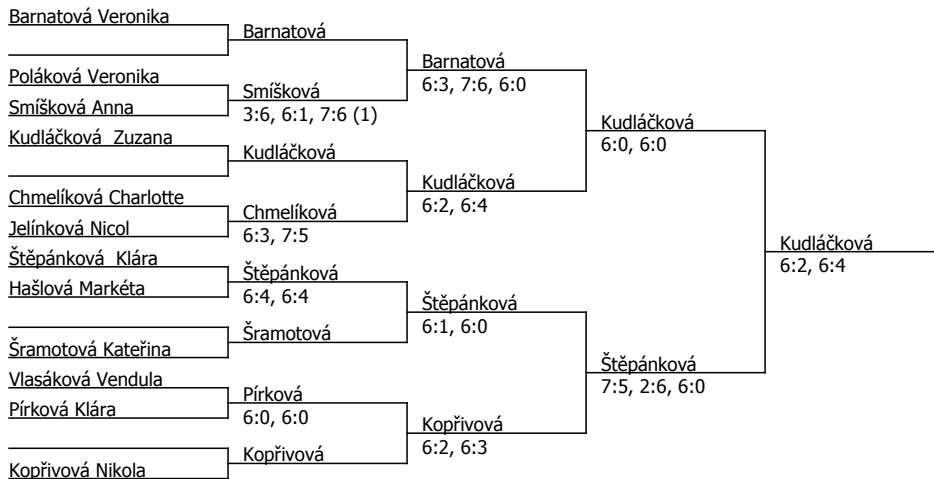 Barnatová Veronika
Poláková Veronika
Smíšková Anna
Kudláčková  Zuzana
Chmelíková Charlotte
Jelínková Nicol
Štěpánková  Klára
Hašlová Markéta
Šramotová Kateřina
Vlasáková Vendula
Pírková Klára
Kopřivová Nikola
Barnatová
Smíšková
3:6, 6:1, 7:6 (1)
Kudláčková
Chmelíková
6:3, 7:5
Štěpánková
6:4, 6:4
Šramotová
Pírková
6:0, 6:0
Kopřivová
Barnatová
6:3, 7:6, 6:0
Kudláčková
6:2, 6:4
Štěpánková
6:1, 6:0
Kopřivová
6:2, 6:3
Kudláčková
6:0, 6:0
Štěpánková
7:5, 2:6, 6:0
Kudláčková
6:2, 6:4